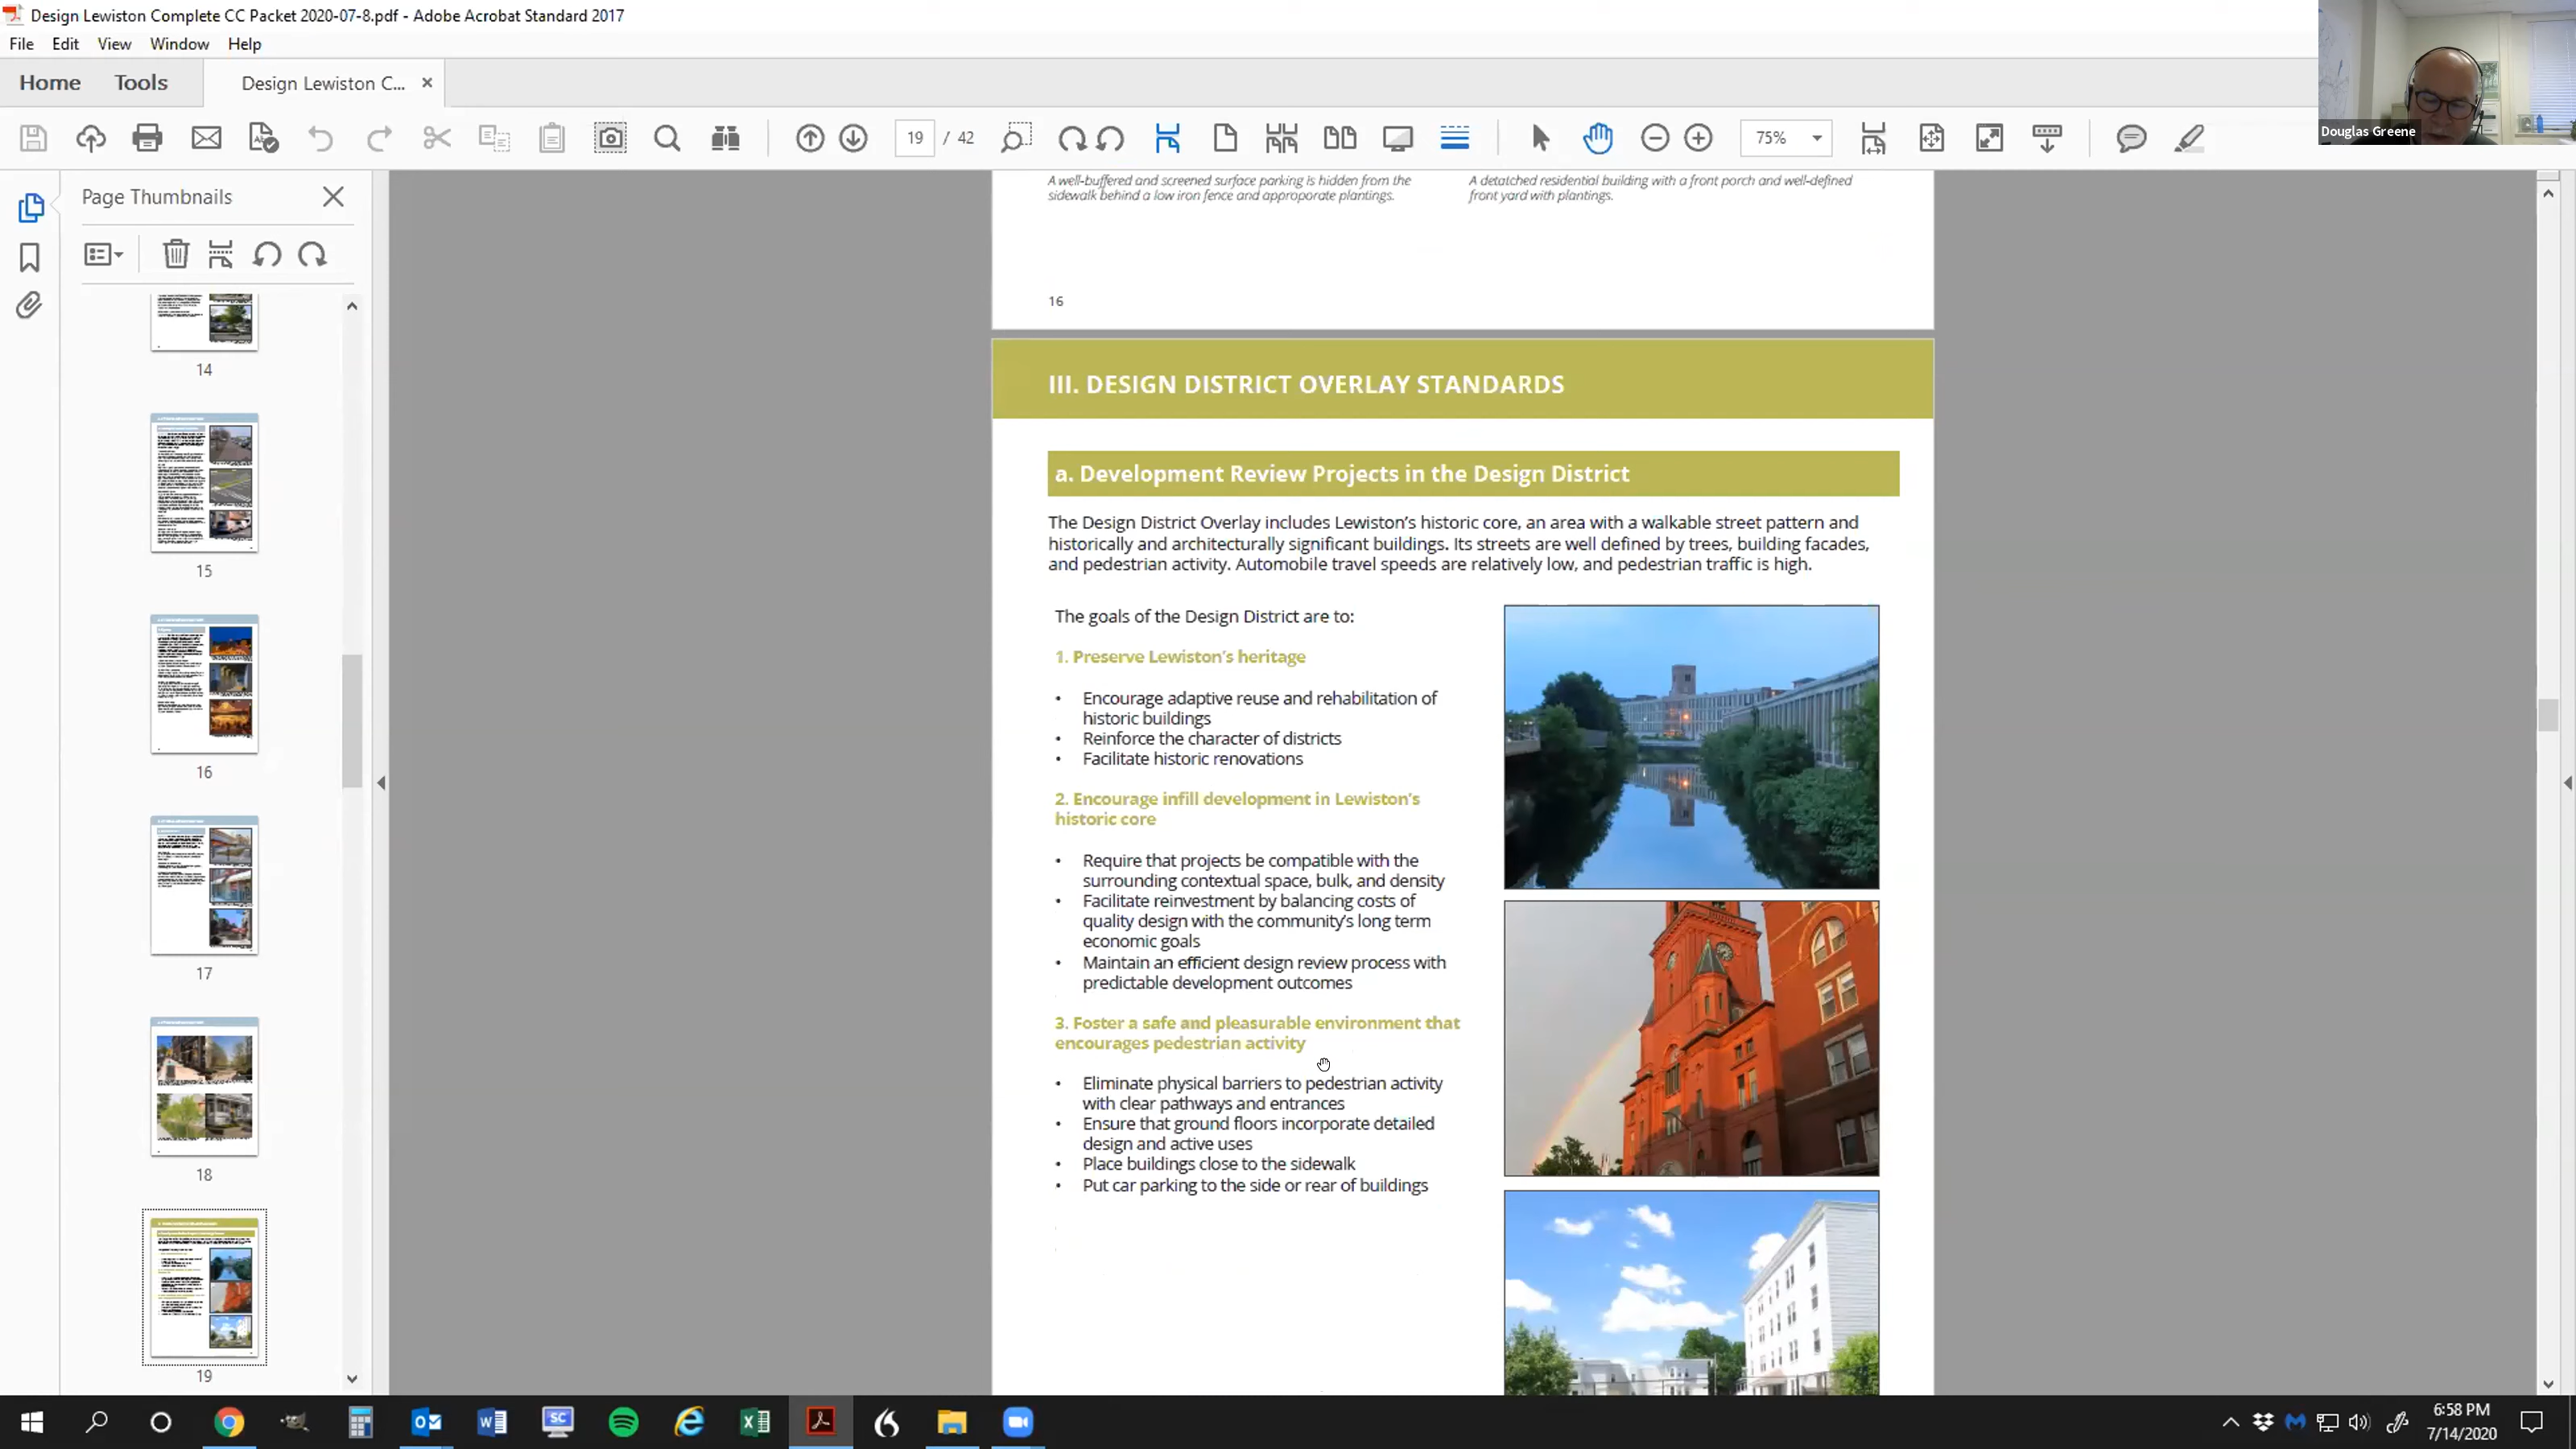 Design Lewiston Complete CC Packet 2020-07-8.pdf - Adobe Acrobat Standard 2017
File Edit View Window Help
Home Tools Design Lewiston C...
19 / 42 75%
Douglas Greene
Page Thumbnails
14
15
16
17
18
19
A well-buffered and screened surface parking is hidden from the
sidewalk behind a low iron fence and approporate plantings.
A detatched residential building with a front porch and well-defined
front yard with plantings.
16
III. DESIGN DISTRICT OVERLAY STANDARDS
a. Development Review Projects in the Design District
The Design District Overlay includes Lewiston's historic core, an area with a walkable street pattern and
historically and architecturally significant buildings. Its streets are well defined by trees, building facades,
and pedestrian activity. Automobile travel speeds are relatively low, and pedestrian traffic is high.
The goals of the Design District are to:
1. Preserve Lewiston's heritage
• Encourage adaptive reuse and rehabilitation of
historic buildings
• Reinforce the character of districts
• Facilitate historic renovations
2. Encourage infill development in Lewiston's
historic core
• Require that projects be compatible with the
surrounding contextual space, bulk, and density
• Facilitate reinvestment by balancing costs of
quality design with the community's long term
economic goals
• Maintain an efficient design review process with
predictable development outcomes
3. Foster a safe and pleasurable environment that
encourages pedestrian activity
• Eliminate physical barriers to pedestrian activity
with clear pathways and entrances
• Ensure that ground floors incorporate detailed
design and active uses
• Place buildings close to the sidewalk
• Put car parking to the side or rear of buildings
SC
6:58 PM
7/14/2020